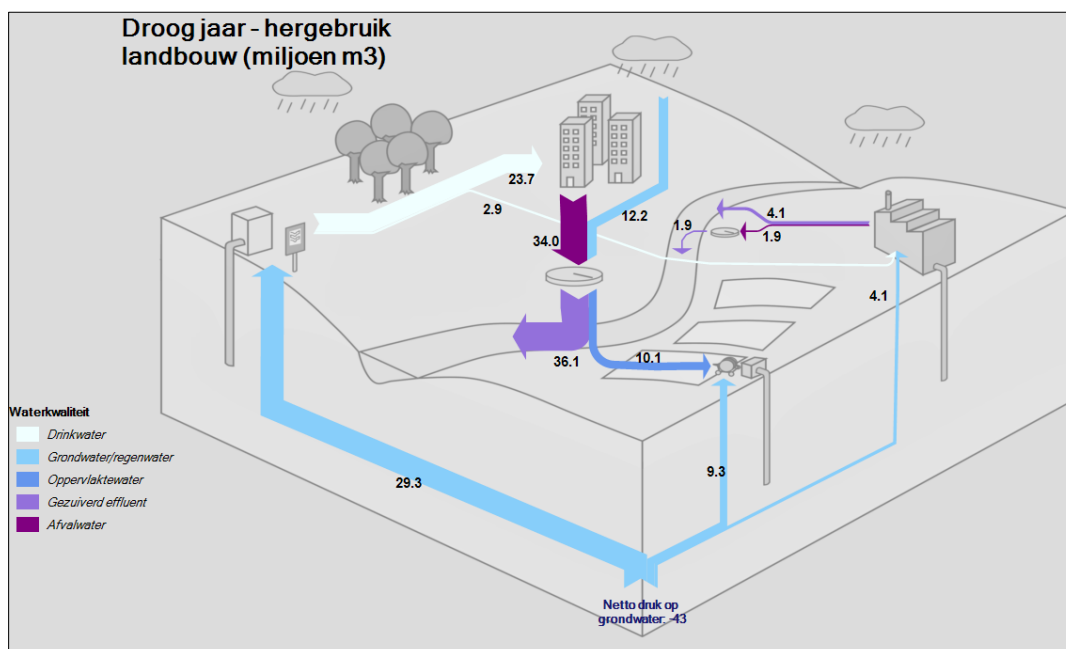 Droog jaar - hergebruik
landbouw (miljoen m3)
23.7
2.9
12.2
34.0
4.1
1.9
1.9
4.1
36.1
10.1
9.3
29.3
Waterkwaliteit
Drinkwater
Grondwater/regenwater
Oppervlaktewater
Gezuiverd effluent
Afvalwater
Netto druk op
grondwater: -43